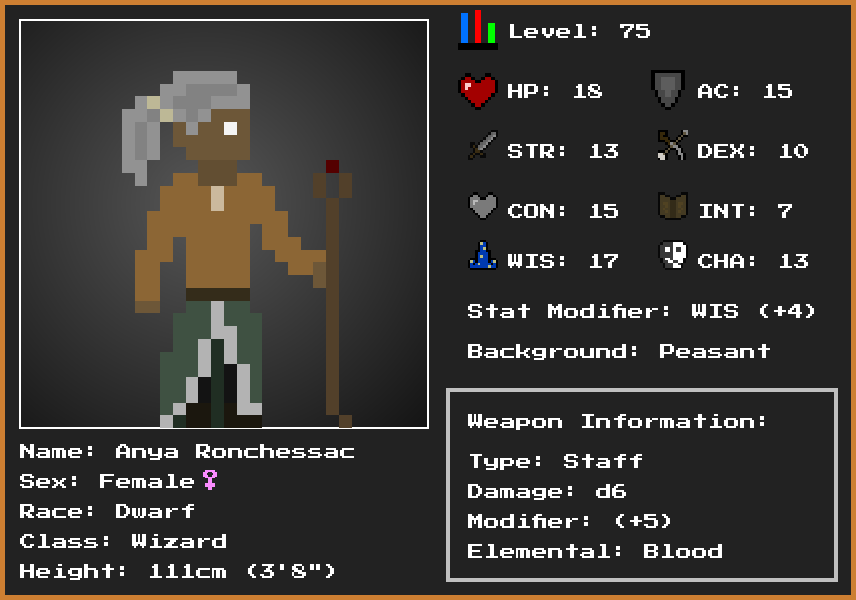 Level: 75
HP: 18 AC: 15
STR: 13 DEX: 10
CON: 15 INT: 7
WIS: 17 CHA: 13
Stat Modifier: WIS (+4)
Background: Peasant
Weapon Information:
Type: Staff
Damage: d6
Modifier: (+5)
Elemental: Blood
Name: Anya Ronchessac
Sex: Female♀
Race: Dwarf
Class: Wizard
Height: 111cm (3'8")